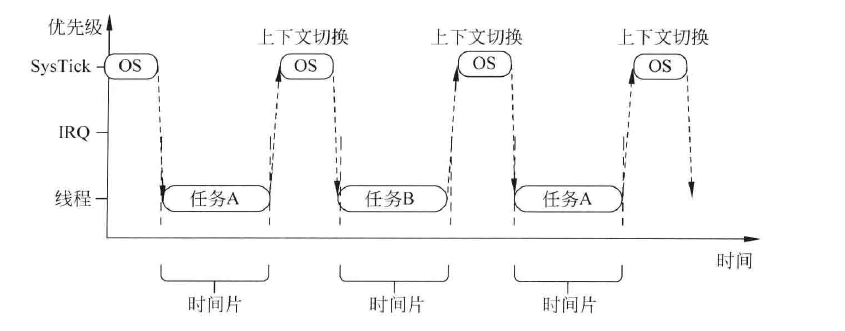 优先级
上下文切换 上下文切换 上下文切换
SysTick OS OS OS OS
IRQ
线程 任务A 任务B 任务A
时间
时间片 时间片 时间片